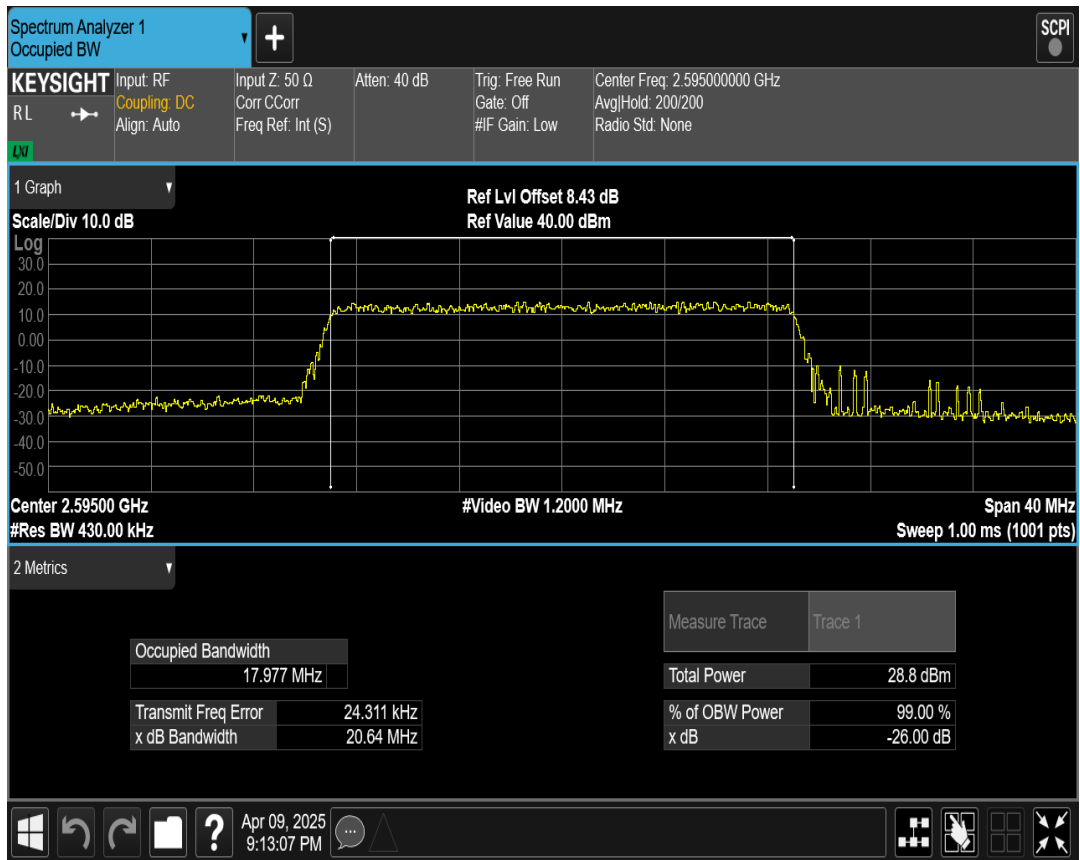 Spectrum Analyzer 1
Occupied BW
▼
+
SCPI
KEYSIGHT
RL
LXI
Input: RF
Coupling: DC
Align: Auto
Input Z: 50 Ω
Corr CCorr
Freq Ref: Int (S)
Atten: 40 dB
Trig: Free Run
Gate: Off
#IF Gain: Low
Center Freq: 2.595000000 GHz
Avg|Hold: 200/200
Radio Std: None
1 Graph
Scale/Div 10.0 dB
Ref Lvl Offset 8.43 dB
Ref Value 40.00 dBm
Log
30.0
20.0
10.0
0.00
-10.0
-20.0
-30.0
-40.0
-50.0
Center 2.59500 GHz
#Video BW 1.2000 MHz
Span 40 MHz
#Res BW 430.00 kHz
Sweep 1.00 ms (1001 pts)
2 Metrics
Measure Trace Trace 1
Occupied Bandwidth
17.977 MHz
Total Power 28.8 dBm
Transmit Freq Error 24.311 kHz
% of OBW Power 99.00 %
x dB Bandwidth 20.64 MHz
x dB -26.00 dB
?
Apr 09, 2025
9:13:07 PM